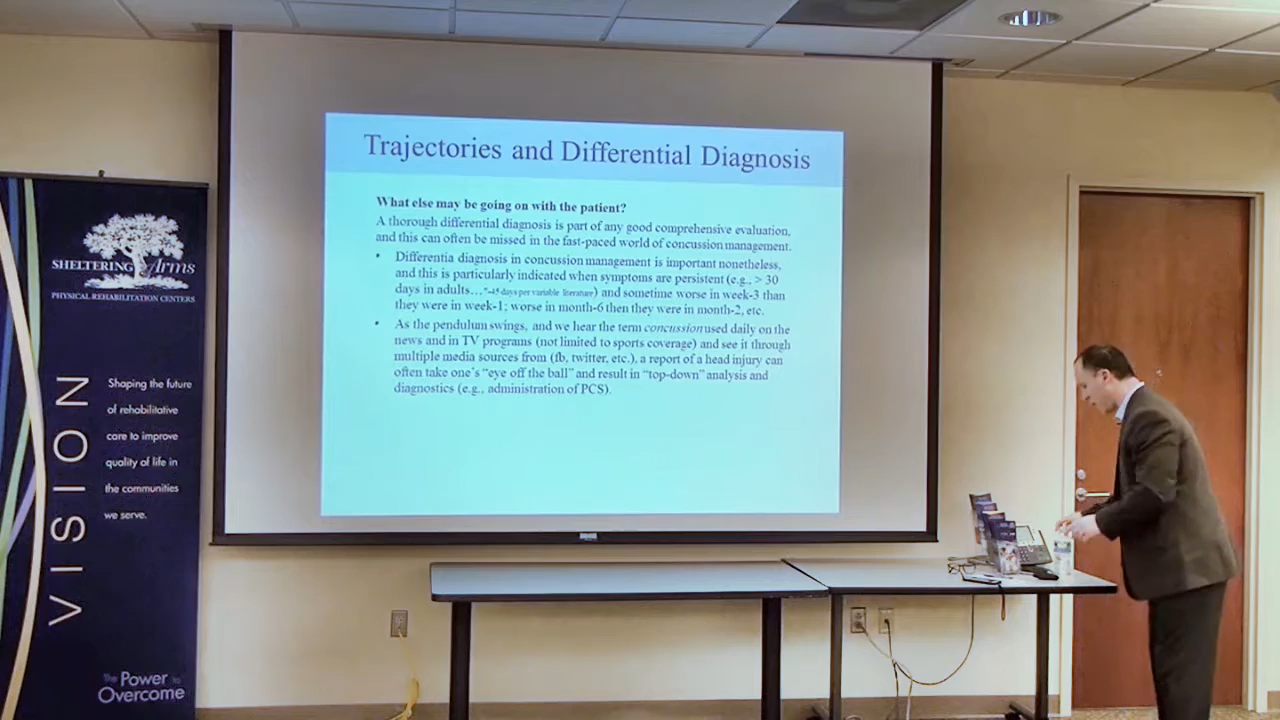 Trajectories and Differential Diagnosis
What else may be going on with the patient?
A thorough differential diagnosis is part of any good comprehensive evaluation,
and this can often be missed in the fast-paced world of concussion management.
• Differentia diagnosis in concussion management is important nonetheless,
and this is particularly indicated when symptoms are persistent (e.g., > 30
days in adults…"~45 days per variable literature) and sometime worse in week-3 than
they were in week-1; worse in month-6 then they were in month-2, etc.
• As the pendulum swings, and we hear the term concussion used daily on the
news and in TV programs (not limited to sports coverage) and see it through
multiple media sources from (fb, twitter, etc.), a report of a head injury can
often take one's "eye off the ball" and result in "top-down" analysis and
diagnostics (e.g., administration of PCS).
SHELTERING Arms
PHYSICAL REHABILITATION CENTERS
VISION
Shaping the future
of rehabilitative
care to improve
quality of life in
the communities
we serve.
The Power to
Overcome